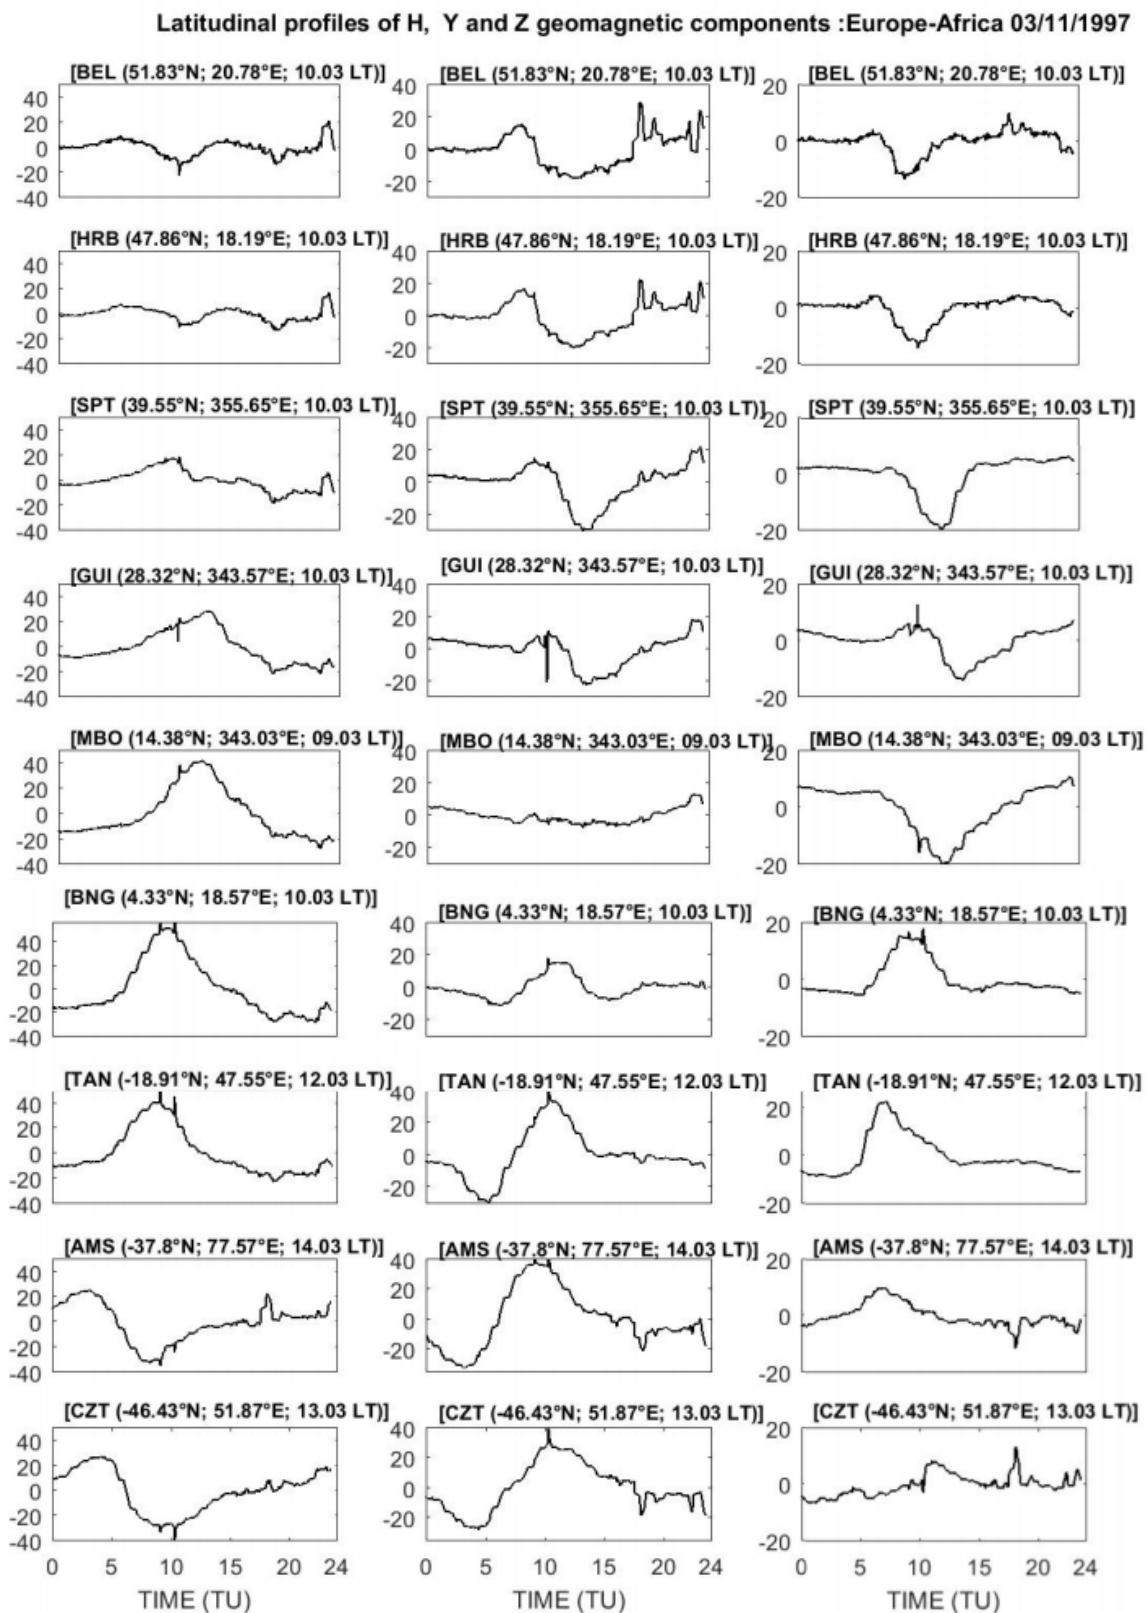 Latitudinal profiles of H, Y and Z geomagnetic components :Europe-Africa 03/11/1997
[BEL (51.83°N; 20.78°E; 10.03 LT)] [BEL (51.83°N; 20.78°E; 10.03 LT)] [BEL (51.83°N; 20.78°E; 10.03 LT)]
40 40 20
20 20
0 0 0
-20 -20
-40 -20
[HRB (47.86°N; 18.19°E; 10.03 LT)] [HRB (47.86°N; 18.19°E; 10.03 LT)] [HRB (47.86°N; 18.19°E; 10.03 LT)]
40 40 20
20 20
0 0 0
-20 -20
-40 -20
[SPT (39.55°N; 355.65°E; 10.03 LT)] [SPT (39.55°N; 355.65°E; 10.03 LT)] [SPT (39.55°N; 355.65°E; 10.03 LT)]
40 40 20
20 20
0 0 0
-20 -20
-40 -20
[GUI (28.32°N; 343.57°E; 10.03 LT)] [GUI (28.32°N; 343.57°E; 10.03 LT)] [GUI (28.32°N; 343.57°E; 10.03 LT)]
40 40 20
20 20
0 0 0
-20 -20
-40 -20
[MBO (14.38°N; 343.03°E; 09.03 LT)] [MBO (14.38°N; 343.03°E; 09.03 LT)] [MBO (14.38°N; 343.03°E; 09.03 LT)]
40 40 20
20 20
0 0 0
-20 -20
-40 -20
[BNG (4.33°N; 18.57°E; 10.03 LT)] [BNG (4.33°N; 18.57°E; 10.03 LT)] [BNG (4.33°N; 18.57°E; 10.03 LT)]
40 40 20
20 20
0 0 0
-20 -20
-40 -20
[TAN (-18.91°N; 47.55°E; 12.03 LT)] [TAN (-18.91°N; 47.55°E; 12.03 LT)] [TAN (-18.91°N; 47.55°E; 12.03 LT)]
40 40 20
20 20
0 0 0
-20 -20
-40
[AMS (-37.8°N; 77.57°E; 14.03 LT)] [AMS (-37.8°N; 77.57°E; 14.03 LT)] [AMS (-37.8°N; 77.57°E; 14.03 LT)]
40 40 20
20 20
0 0 0
-20 -20
-40 -20
[CZT (-46.43°N; 51.87°E; 13.03 LT)] [CZT (-46.43°N; 51.87°E; 13.03 LT)] [CZT (-46.43°N; 51.87°E; 13.03 LT)]
40 40 20
20 20
0 0 0
-20 -20
-40 -20
0 5 10 15 20 24 0 5 10 15 20 24 0 5 10 15 20 24
TIME (TU) TIME (TU) TIME (TU)